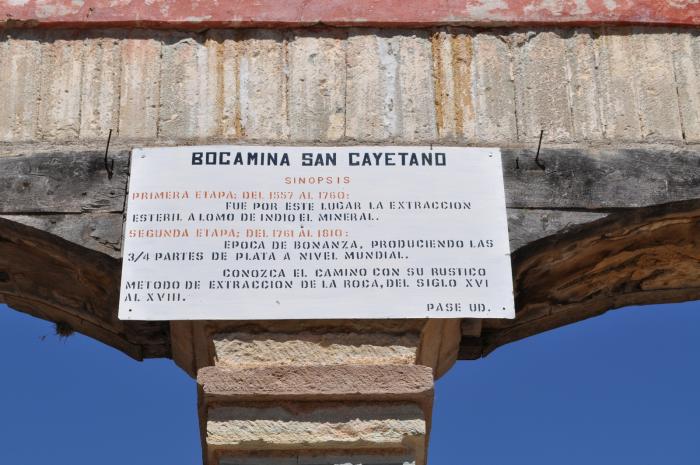 BOCAMINA SAN CAYETANO
SINOPSIS
PRIMERA ETAPA; DEL 1557 AL 1760:
FUE POR ESTE LUGAR LA EXTRACCION
ESTERIL A LOMO DE INDIO EL MINERAL..
SEGUNDA ETAPA; DEL 1761 AL 1810:
EPOCA DE BONANZA, PRODUCIENDO LAS
3/4 PARTES DE PLATA A NIVEL MUNDIAL..
CONOZCA EL CAMINO CON SU RUSTICO
METODO DE EXTRACCION DE LA ROCA, DEL SIGLO XVI
AL XVIII.
PASE UD.